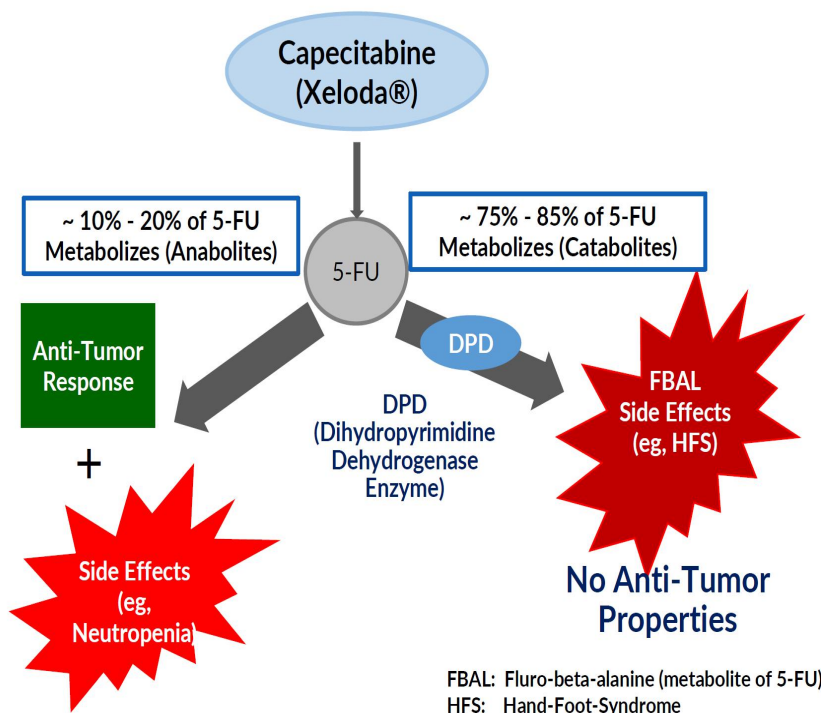 Capecitabine
(Xeloda®)
~ 10% - 20% of 5-FU
Metabolizes (Anabolites)
~ 75% - 85% of 5-FU
Metabolizes (Catabolites)
5-FU
Anti-Tumor
Response
DPD
FBAL
Side Effects
(eg, HFS)
DPD
(Dihydropyrimidine
Dehydrogenase
Enzyme)
+
Side Effects
(eg,
Neutropenia)
No Anti-Tumor
Properties
FBAL: Fluro-beta-alanine (metabolite of 5-FU)
HFS: Hand-Foot-Syndrome